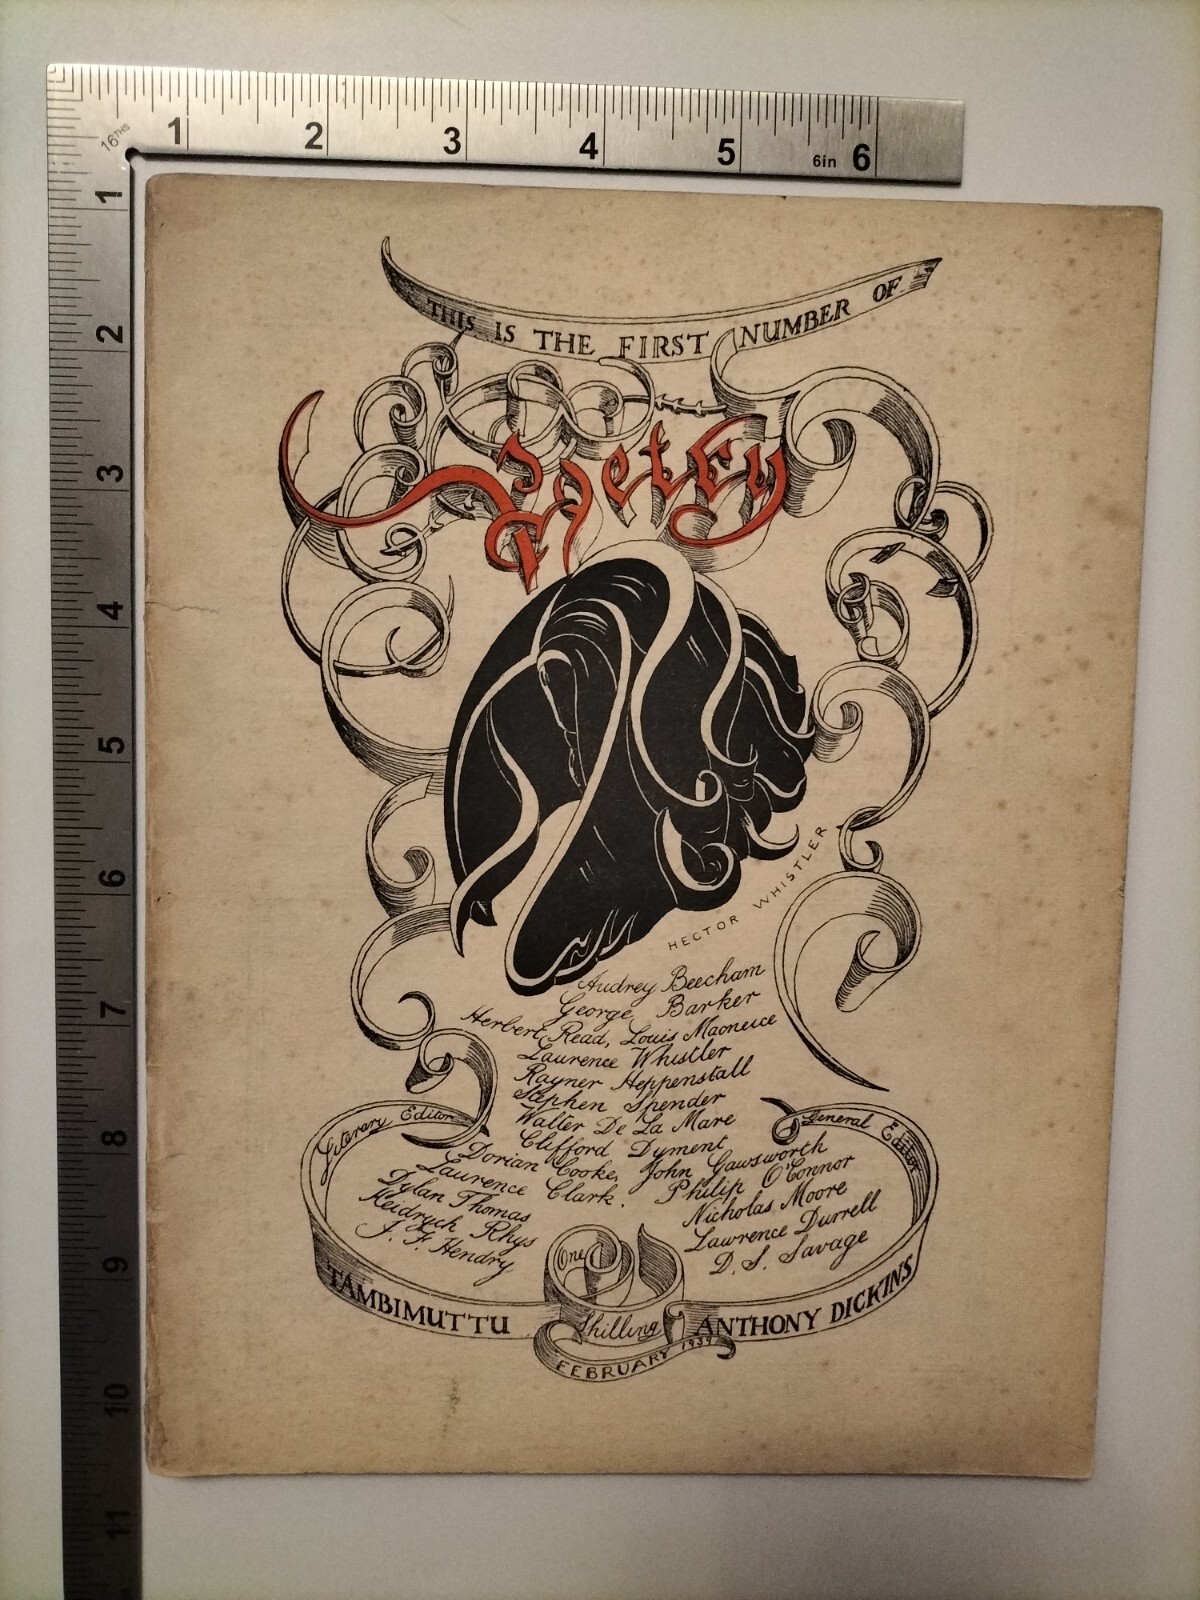 1 2 3 4 5 6in 6
16THS
1
2
3
4
5
6
7
8
9
10
11
THIS IS THE FIRST NUMBER OF
Poetry
HECTOR WHISTLER
Audrey Beecham
George Barker
Herbert Read, Louis Macneice
Laurence Whistler
Rayner Heppenstall
Stephen Spender
Walter De La Mare
Clifford Dyment
Dorian Cooke, John Gawsworth
Laurence Clark. Philip O'Connor
Dylan Thomas Nicholas Moore
Keidrych Rhys Lawrence Durrell
J. F. Hendry D. S. Savage
Literary Editor
General Editor
TAMBIMUTTU
ANTHONY DICKINS
One
Shilling
FEBRUARY 1939